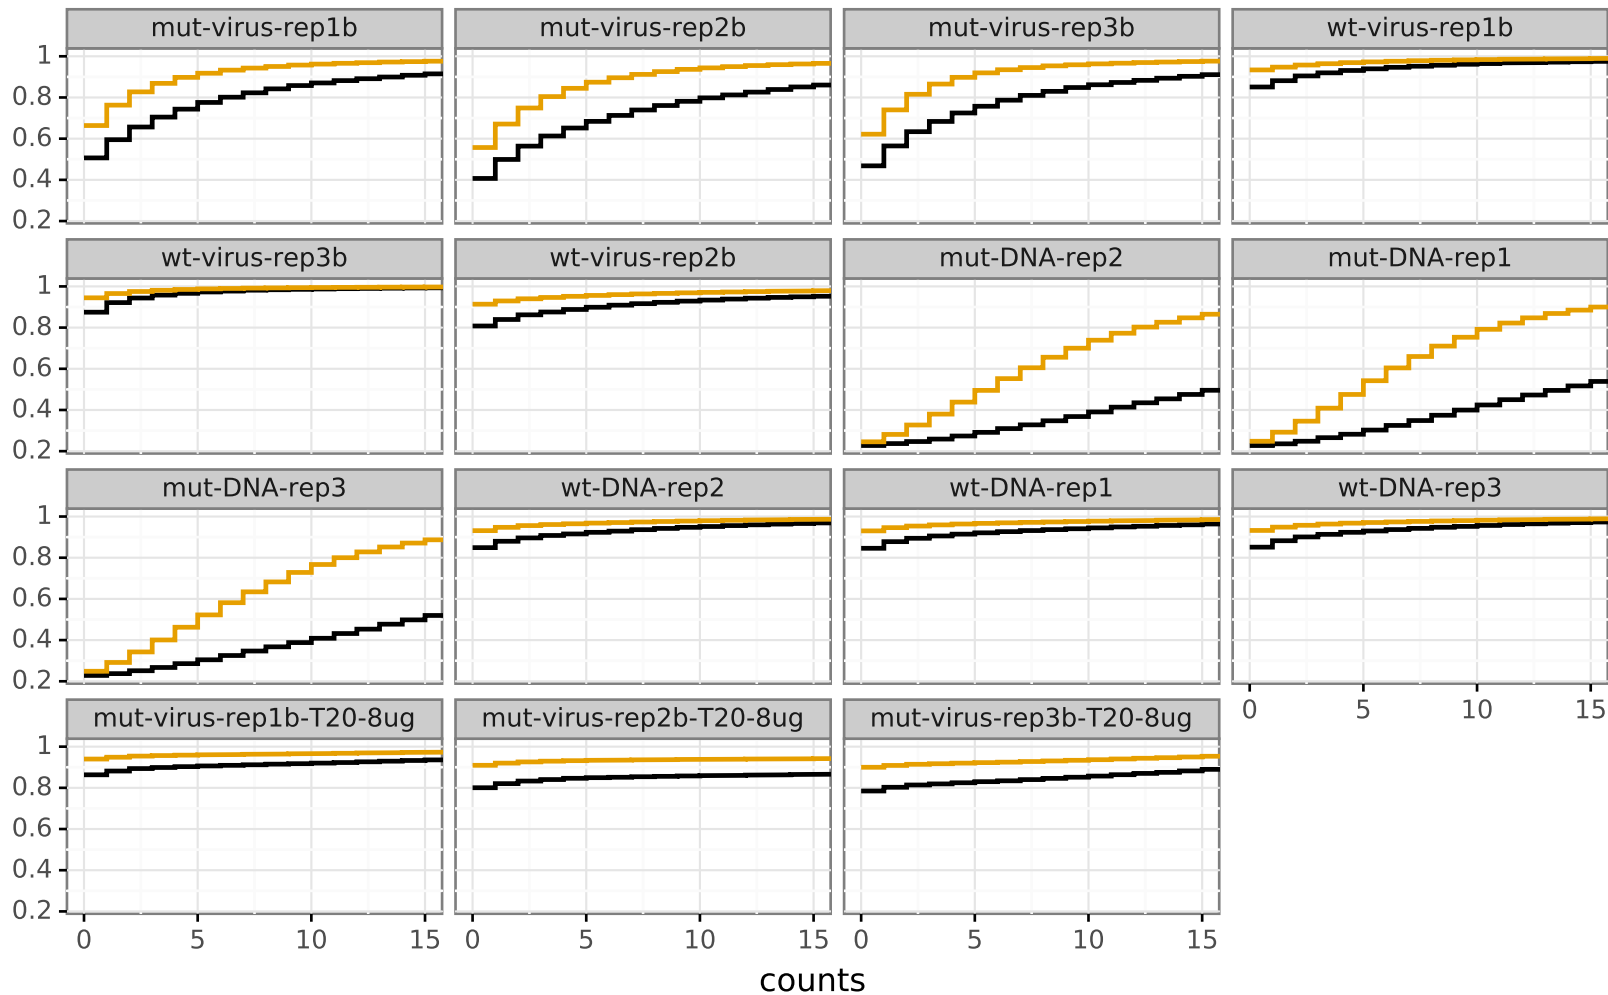 mut-virus-rep1b mut-virus-rep2b mut-virus-rep3b wt-virus-rep1b
1
0.8
0.6
0.4
0.2
wt-virus-rep3b wt-virus-rep2b mut-DNA-rep2 mut-DNA-rep1
1
0.8
0.6
0.4
0.2
mut-DNA-rep3 wt-DNA-rep2 wt-DNA-rep1 wt-DNA-rep3
1
0.8
0.6
0.4
0.2
0 5 10 15
mut-virus-rep1b-T20-8ug mut-virus-rep2b-T20-8ug mut-virus-rep3b-T20-8ug
1
0.8
0.6
0.4
0.2
0 5 10 15 0 5 10 15 0 5 10 15
counts